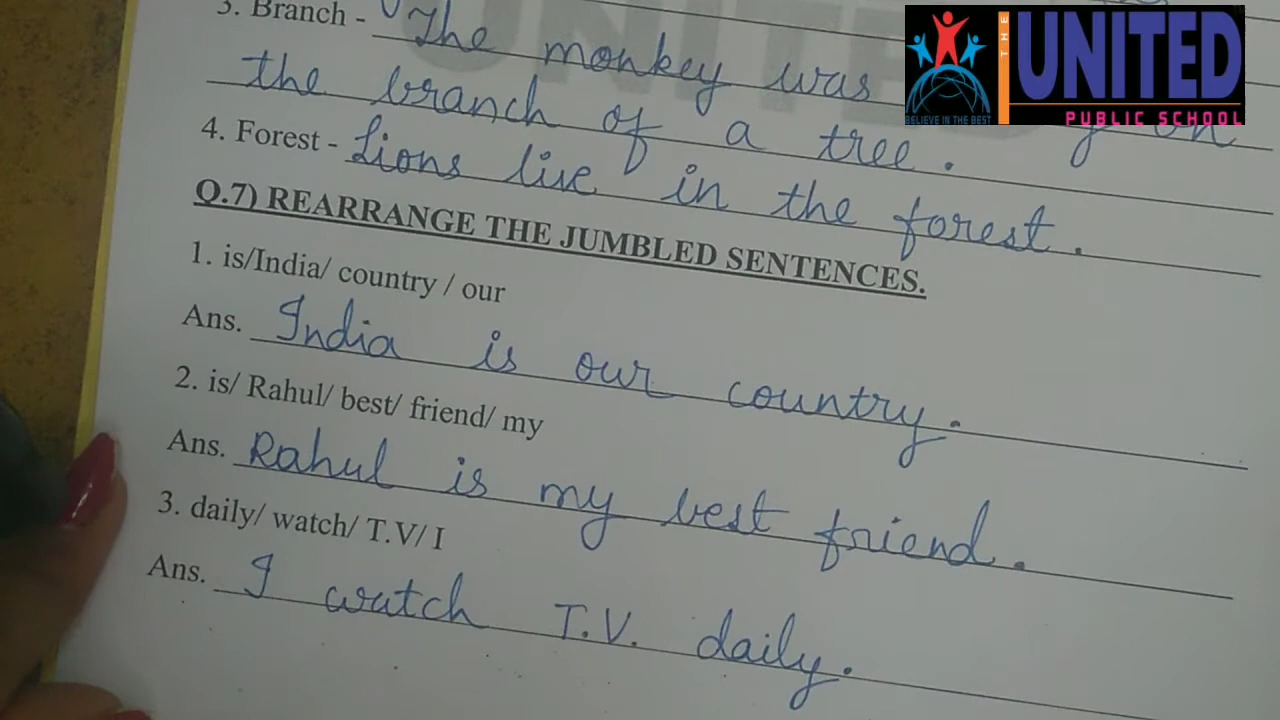 3. Branch - The monkey was
the branch of a tree.
4. Forest - Lions live in the forest.
Q.7) REARRANGE THE JUMBLED SENTENCES.
1. is/India/ country / our
Ans. India is our country.
2. is/ Rahul/ best/ friend/ my
Ans. Rahul is my best friend.
3. daily/ watch/ T.V/ I
Ans. I watch T.V. daily.
THE UNITED
PUBLIC SCHOOL
BELIEVE IN THE BEST